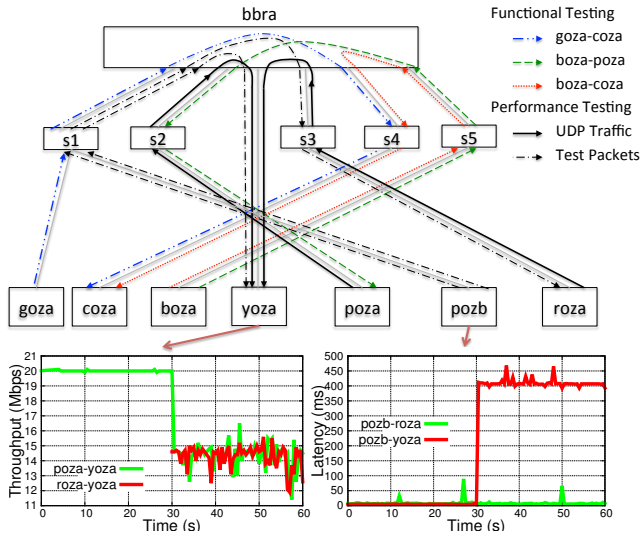 bbra
Functional Testing
goza-coza
boza-poza
boza-coza
Performance Testing
UDP Traffic
Test Packets
s1
s2
s3
s4
s5
goza
coza
boza
yoza
poza
pozb
roza
Throughput (Mbps)
21
20
19
18
17
16
15
14
13
12
11
poza-yoza
roza-yoza
0 10 20 30 40 50 60
Time (s)
Latency (ms)
500
450
400
350
300
250
200
150
100
50
0
pozb-roza
pozb-yoza
0 10 20 30 40 50 60
Time (s)